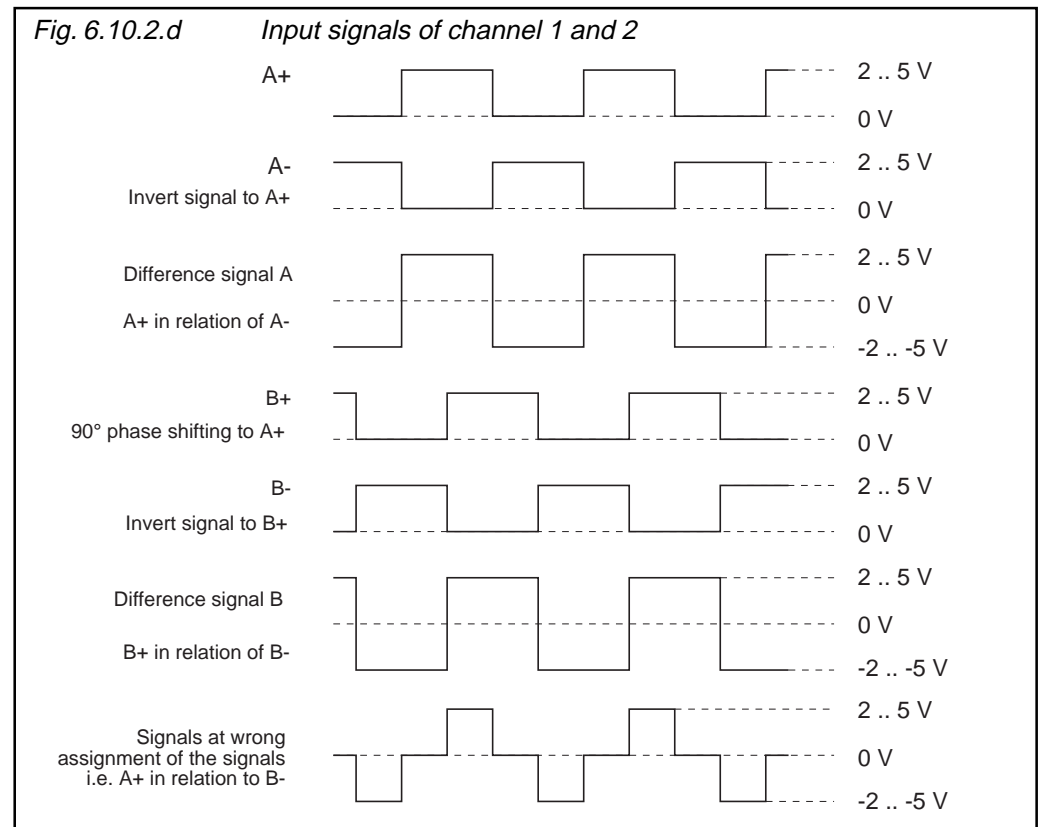 Fig. 6.10.2.d Input signals of channel 1 and 2
A+
2 .. 5 V
0 V
A-
Invert signal to A+
2 .. 5 V
0 V
Difference signal A
A+ in relation of A-
2 .. 5 V
0 V
-2 .. -5 V
B+
90° phase shifting to A+
2 .. 5 V
0 V
B-
Invert signal to B+
2 .. 5 V
0 V
Difference signal B
B+ in relation of B-
2 .. 5 V
0 V
-2 .. -5 V
Signals at wrong
assignment of the signals
i.e. A+ in relation to B-
2 .. 5 V
0 V
-2 .. -5 V